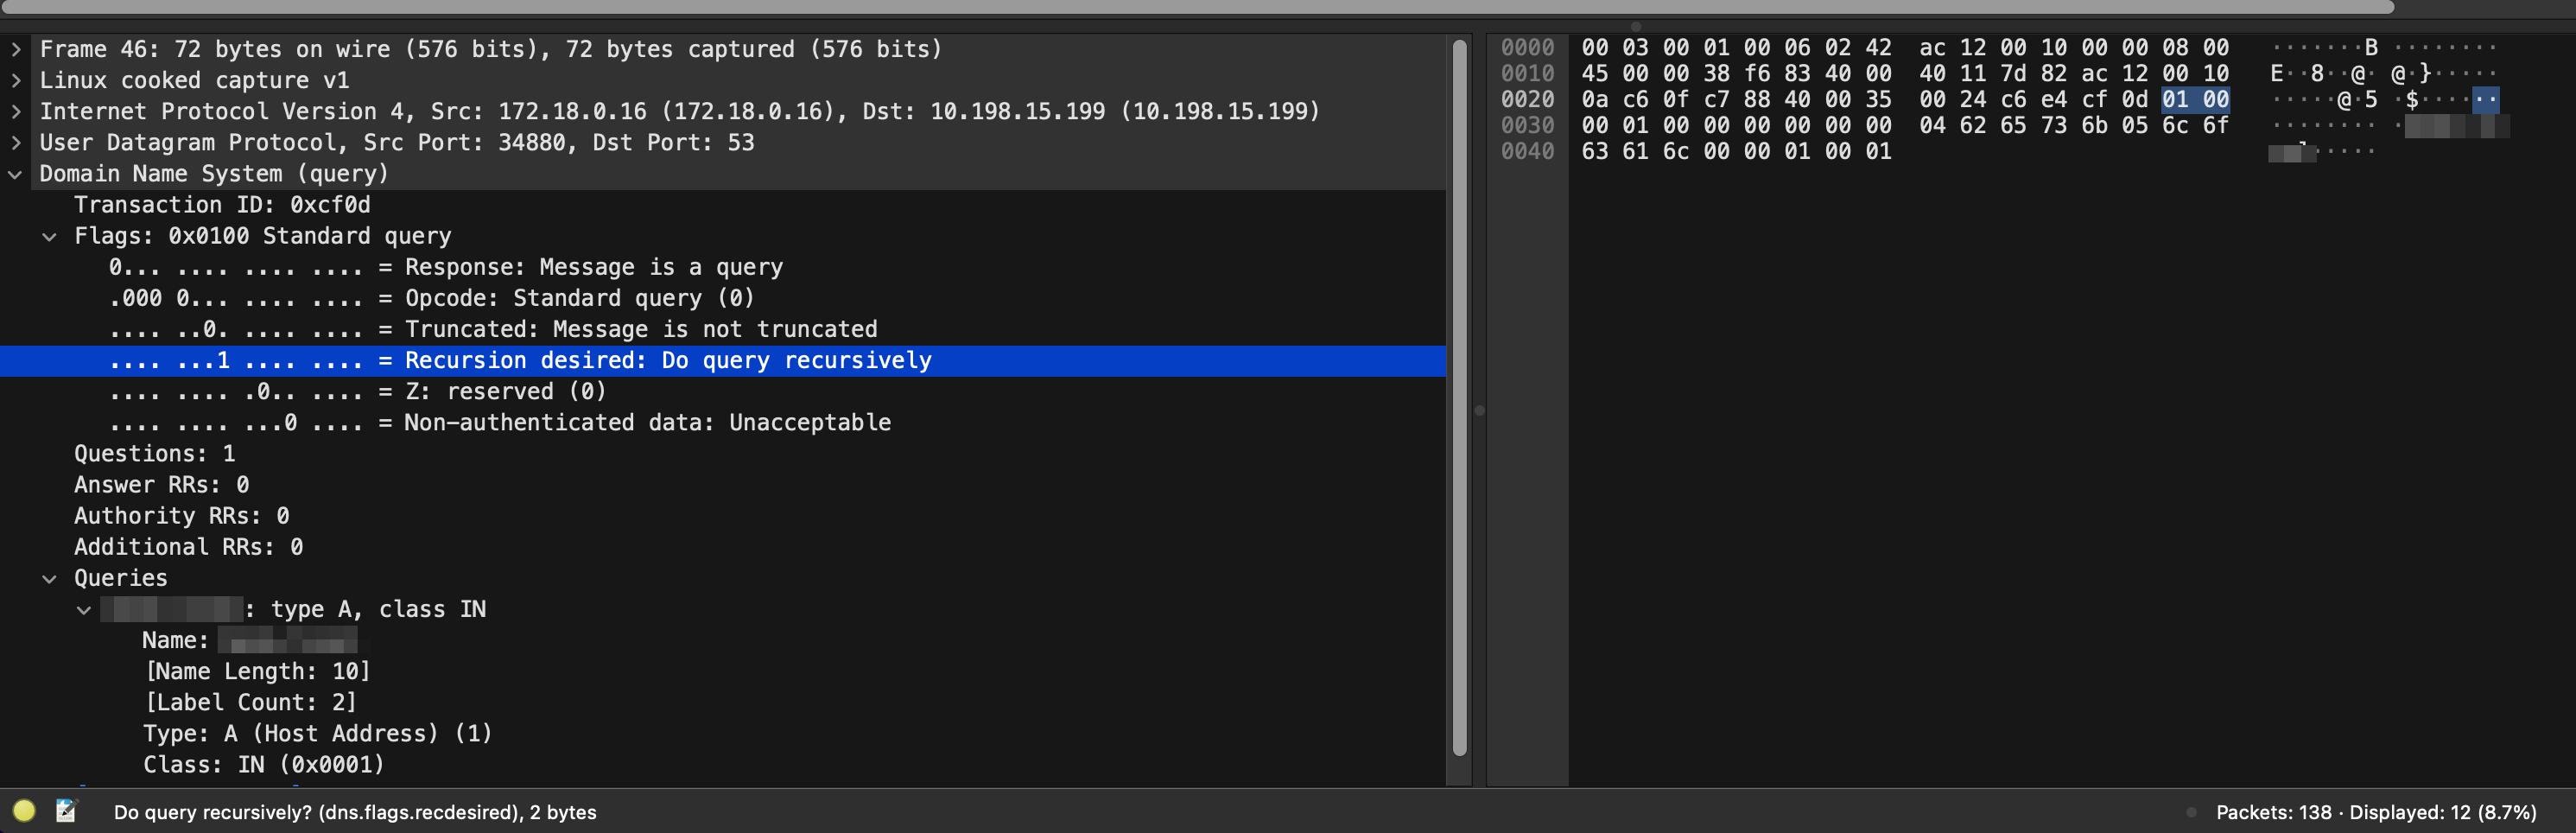 Frame 46: 72 bytes on wire (576 bits), 72 bytes captured (576 bits)
Linux cooked capture v1
Internet Protocol Version 4, Src: 172.18.0.16 (172.18.0.16), Dst: 10.198.15.199 (10.198.15.199)
User Datagram Protocol, Src Port: 34880, Dst Port: 53
Domain Name System (query)
Transaction ID: 0xcf0d
Flags: 0x0100 Standard query
0... .... .... .... = Response: Message is a query
.000 0... .... .... = Opcode: Standard query (0)
.... ..0. .... .... = Truncated: Message is not truncated
.... ...1 .... .... = Recursion desired: Do query recursively
.... .... .0.. .... = Z: reserved (0)
.... .... ...0 .... = Non-authenticated data: Unacceptable
Questions: 1
Answer RRs: 0
Authority RRs: 0
Additional RRs: 0
Queries
: type A, class IN
Name:
[Name Length: 10]
[Label Count: 2]
Type: A (Host Address) (1)
Class: IN (0x0001)
0000 00 03 00 01 00 06 02 42 ac 12 00 10 00 00 08 00 ·······B ········
0010 45 00 00 38 f6 83 40 00 40 11 7d 82 ac 12 00 10 E··8··@· @·}·····
0020 0a c6 0f c7 88 40 00 35 00 24 c6 e4 cf 0d 01 00 ·····@·5 ·$······
0030 00 01 00 00 00 00 00 00 04 62 65 73 6b 05 6c 6f ········ ·
0040 63 61 6c 00 00 01 00 01 ·····
Do query recursively? (dns.flags.recdesired), 2 bytes
Packets: 138 · Displayed: 12 (8.7%)